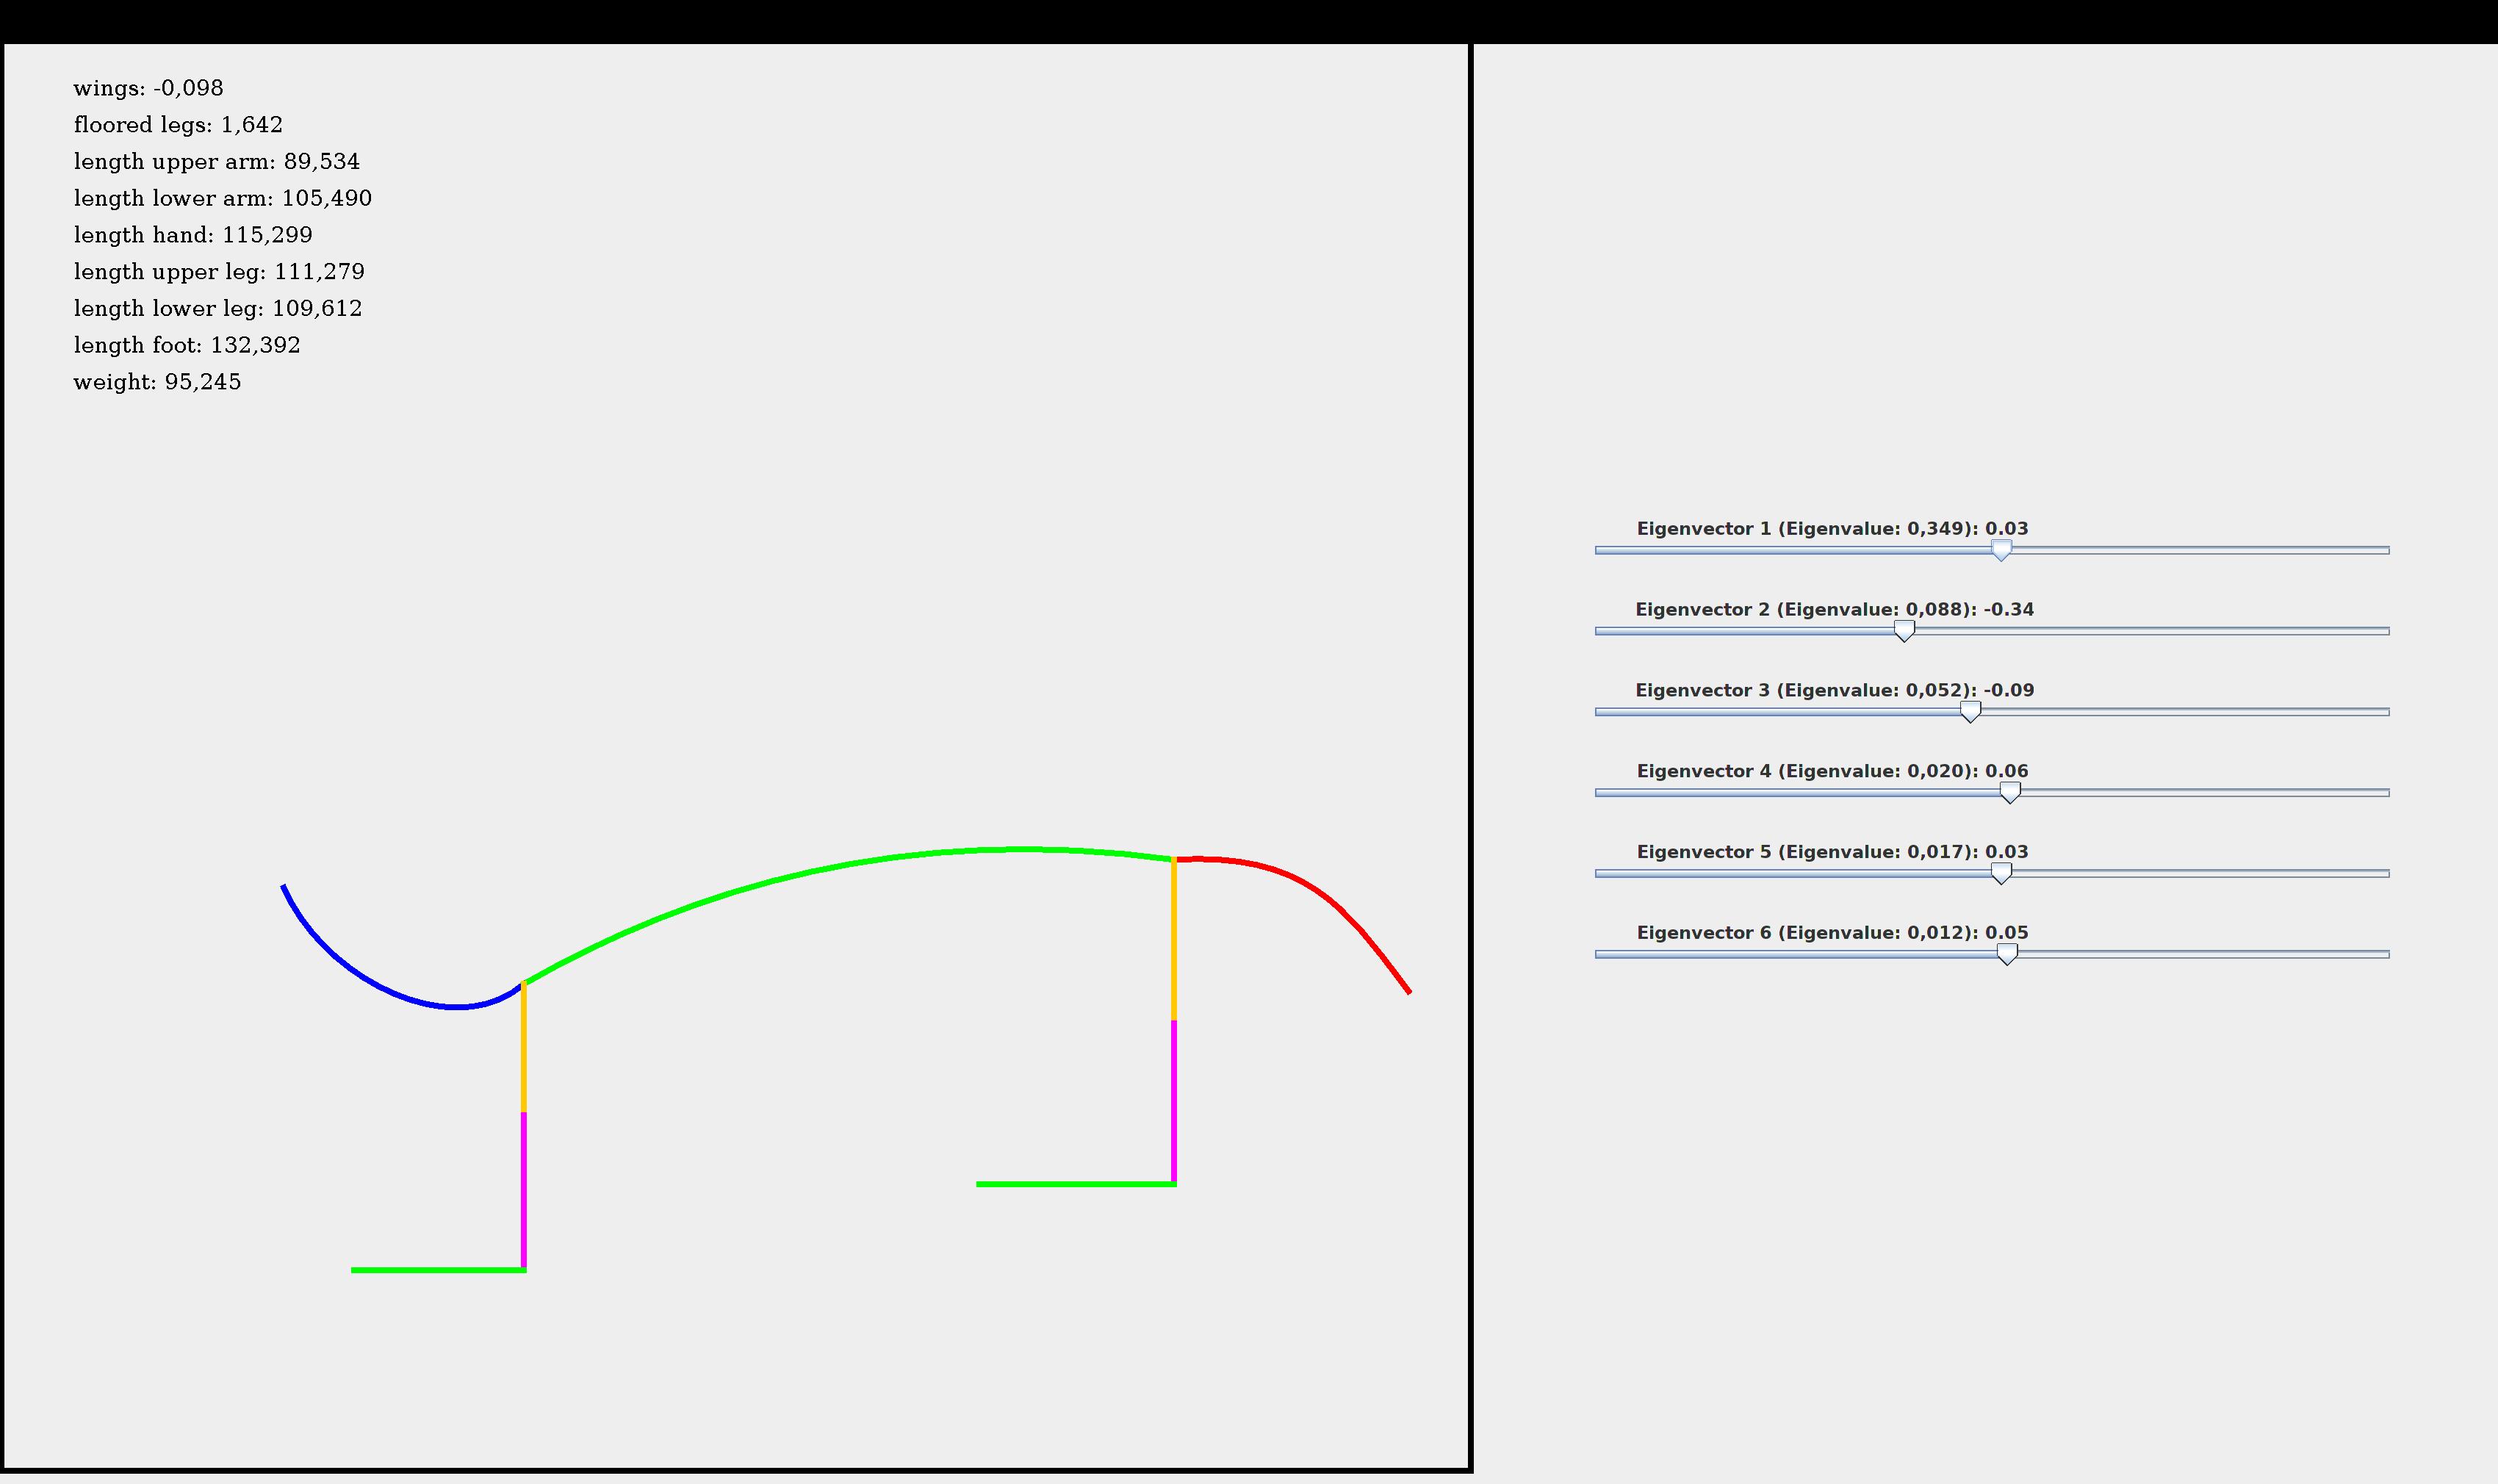 wings: -0,098
floored legs: 1,642
length upper arm: 89,534
length lower arm: 105,490
length hand: 115,299
length upper leg: 111,279
length lower leg: 109,612
length foot: 132,392
weight: 95,245
Eigenvector 1 (Eigenvalue: 0,349): 0.03
Eigenvector 2 (Eigenvalue: 0,088): -0.34
Eigenvector 3 (Eigenvalue: 0,052): -0.09
Eigenvector 4 (Eigenvalue: 0,020): 0.06
Eigenvector 5 (Eigenvalue: 0,017): 0.03
Eigenvector 6 (Eigenvalue: 0,012): 0.05